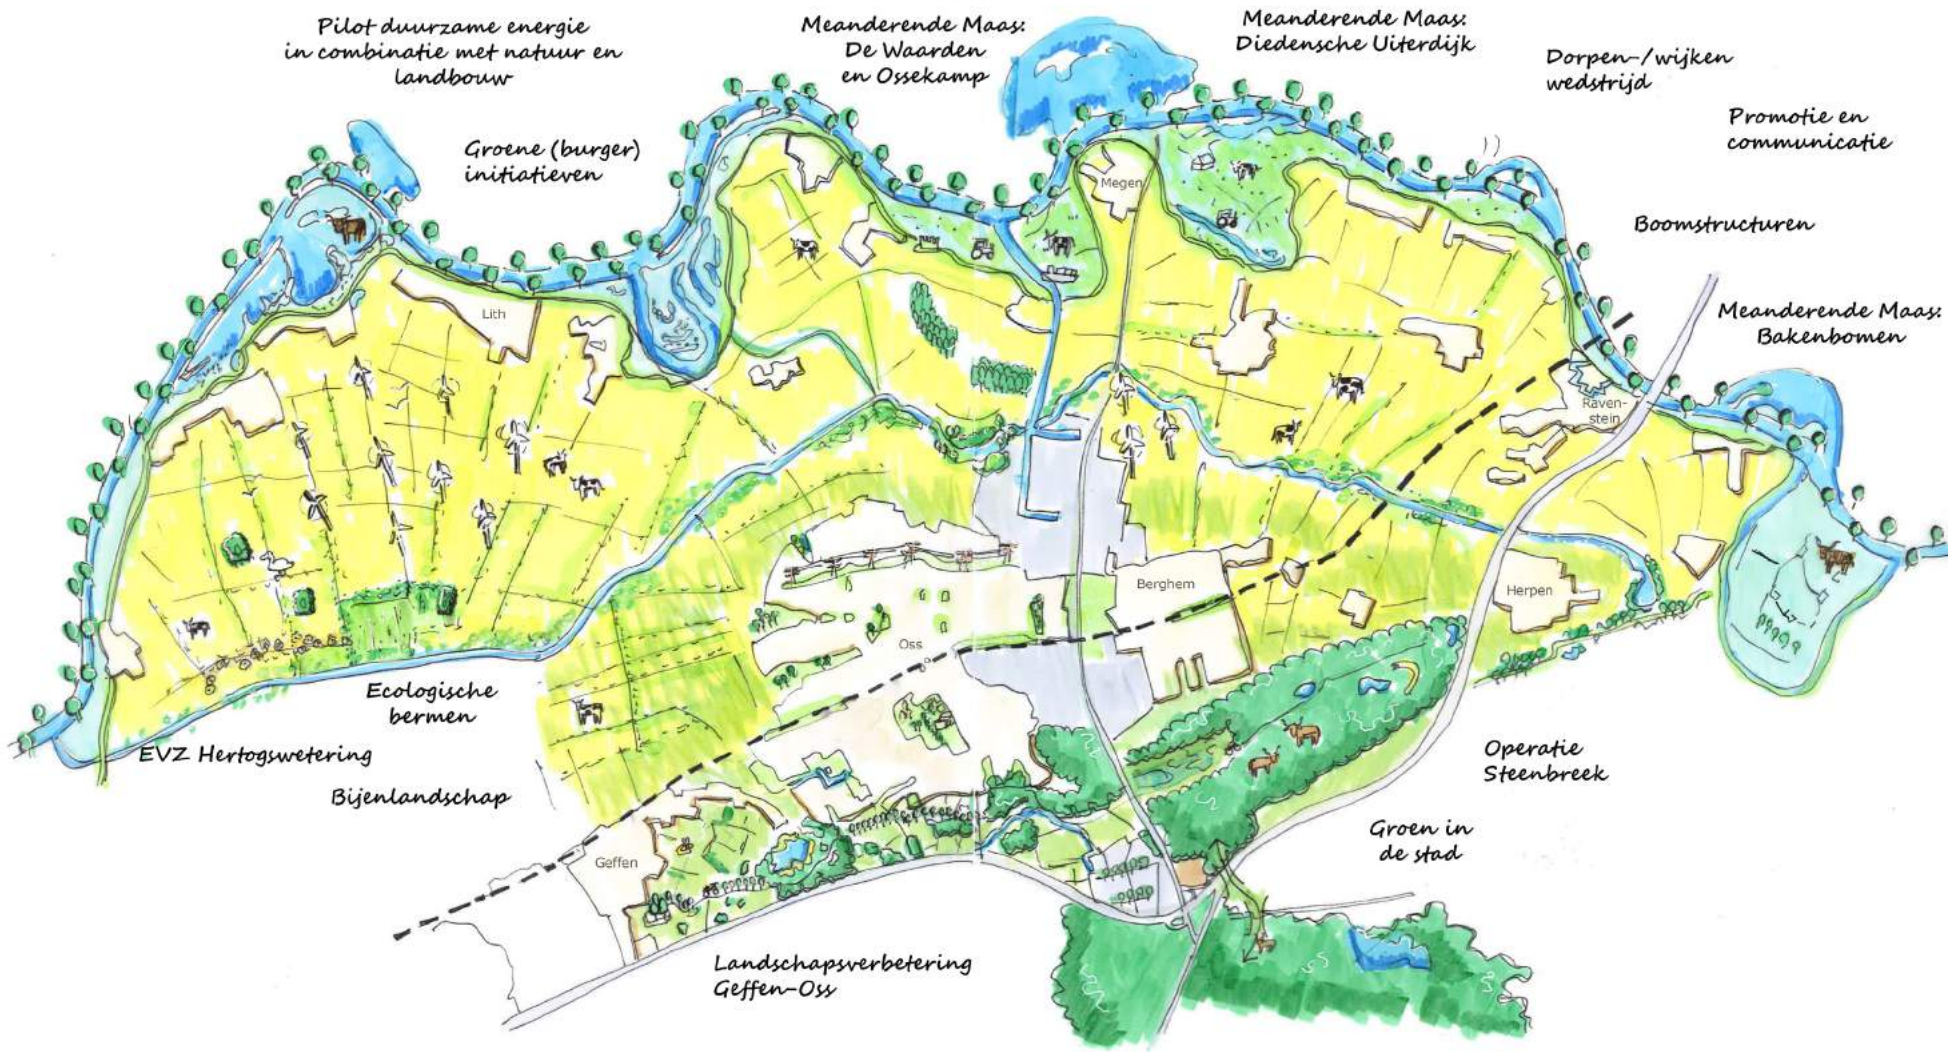 Pilot duurzame energie
in combinatie met natuur en
landbouw
Meanderende Maas:
De Waarden
en Ossekamp
Meanderende Maas:
Diedensche Uiterdijk
Dorpen-/wijken
wedstrijd
Promotie en
communicatie
Groene (burger)
initiatieven
Megen
Boomstructuren
Lith
Meanderende Maas:
Bakenbomen
Raven-
stein
Berghem
Herpen
Oss
Ecologische
bermen
EVZ Hertogswetering
Bijenlandschap
Operatie
Steenbreek
Groen in
de stad
Geffen
Landschapsverbetering
Geffen-Oss